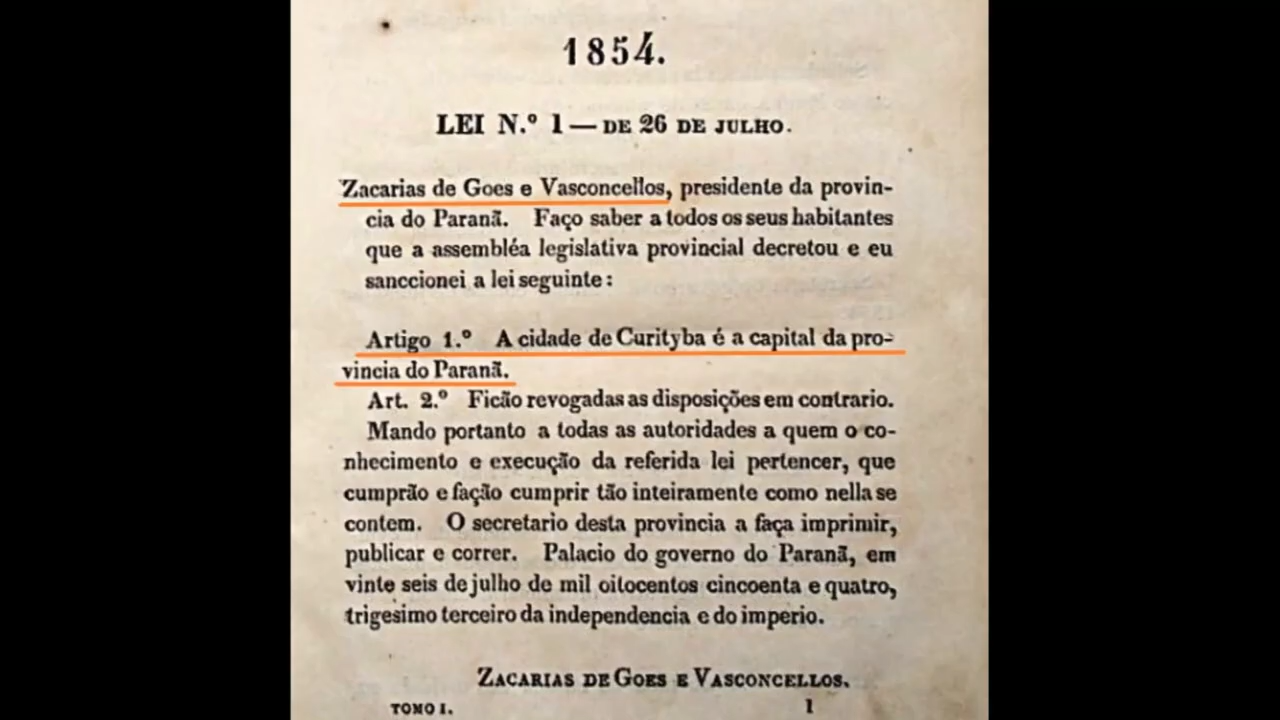 1854.
LEI N.º 1 — DE 26 DE JULHO.
Zacarias de Goes e Vasconcellos, presidente da provin-
cia do Paranã. Faço saber a todos os seus habitantes
que a assembléa legislativa provincial decretou e eu
sanccionei a lei seguinte:
Artigo 1.º A cidade de Curityba é a capital da pro-
vincia do Paranã.
Art. 2.º Ficão revogadas as disposições em contrario.
Mando portanto a todas as autoridades a quem o co-
nhecimento e execução da referida lei pertencer, que
cumprão e fação cumprir tão inteiramente como nella se
contem. O secretario desta provincia a faça imprimir,
publicar e correr. Palacio do governo do Paranã, em
vinte seis de julho de mil oitocentos cincoenta e quatro,
trigesimo terceiro da independencia e do imperio.
ZACARIAS DE GOES E VASCONCELLOS.
TOMO I. 1